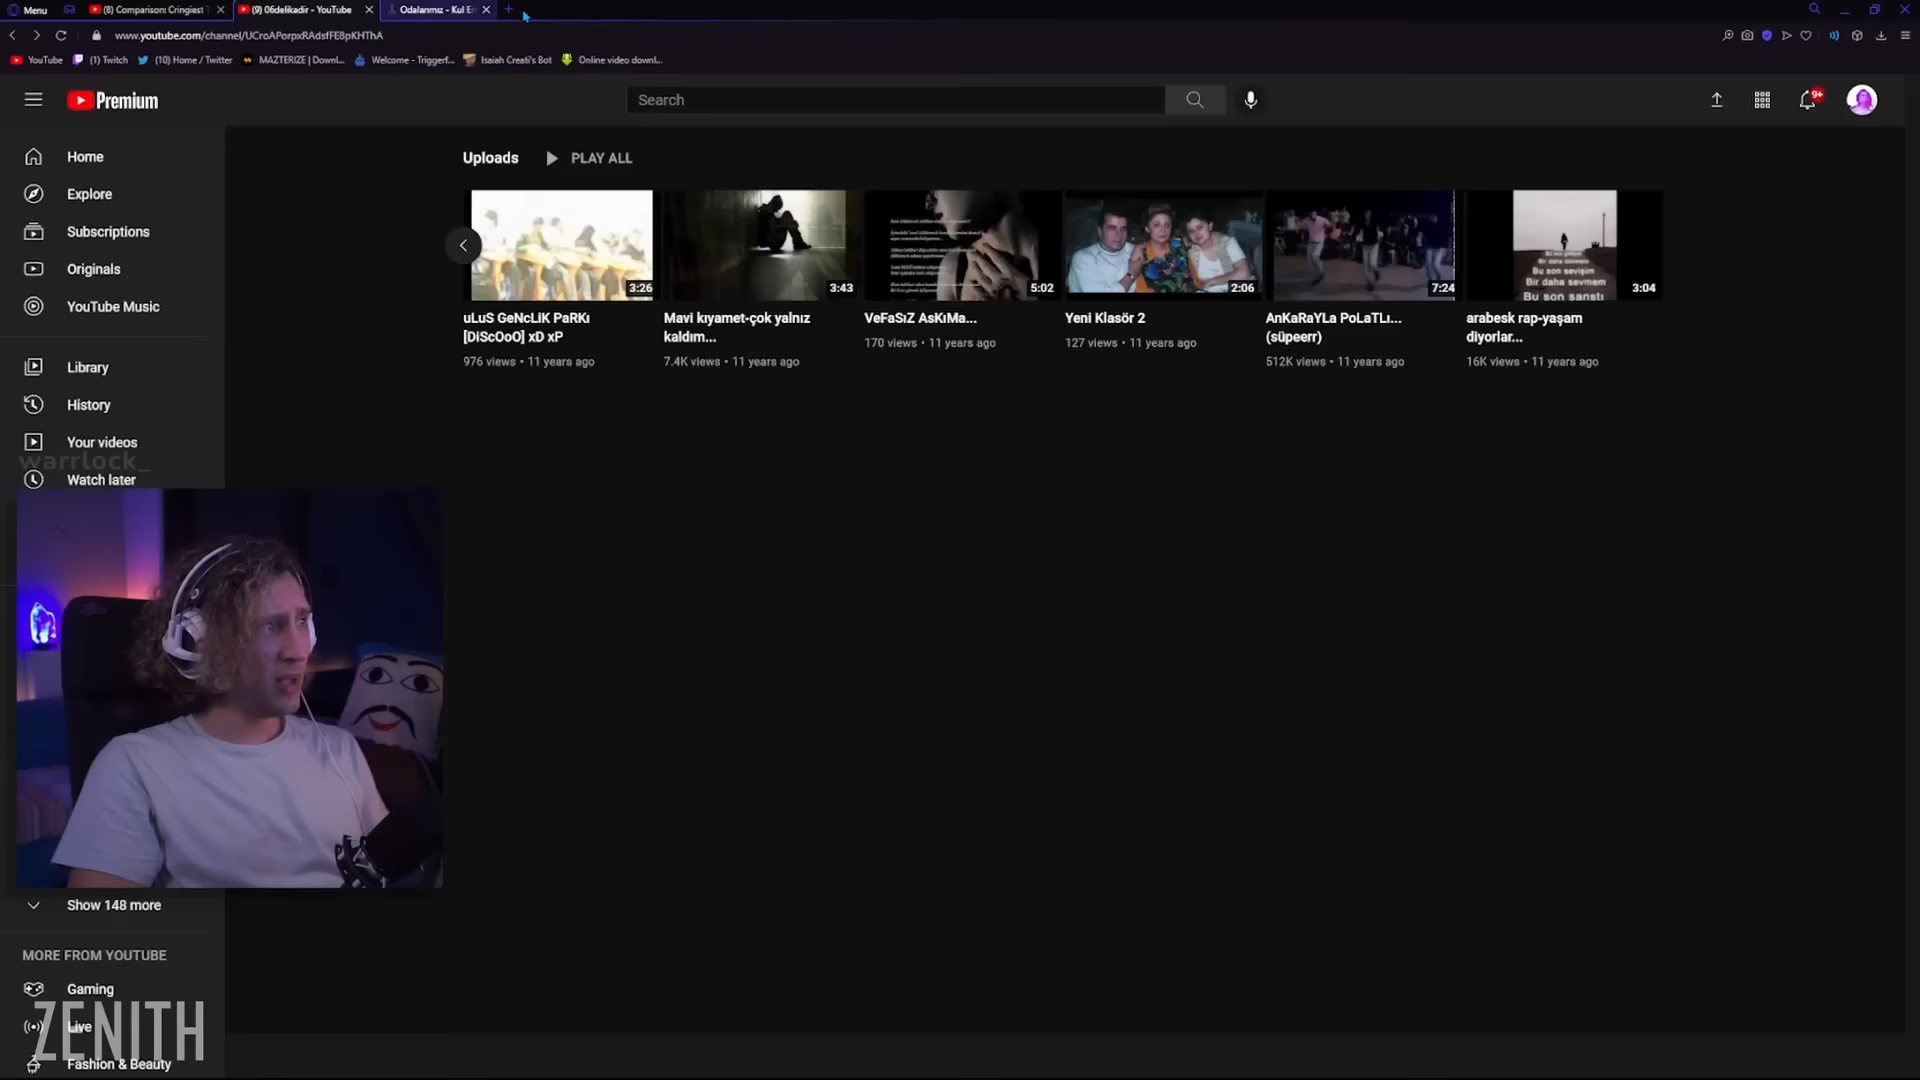 Menu
(8) Comparison: Cringiest T
(9) 06delikadir - YouTube
Odalarımız - Kul En
www.youtube.com/channel/UCroAPorpxRAdsfFE8pKHThA
YouTube
(1) Twitch
(10) Home / Twitter
MAZTERIZE | Downl...
Welcome - Triggerf...
Isaiah Creati's Bot
Online video downl...
Premium
Search
9+
Home
Explore
Subscriptions
Originals
YouTube Music
Library
History
Your videos
warrlock_
Watch later
Uploads
PLAY ALL
3:26
uLuS GeNcLiK PaRKı
[DiScOoO] xD xP
976 views • 11 years ago
3:43
Mavi kıyamet-çok yalnız
kaldım...
7.4K views • 11 years ago
5:02
VeFaSıZ AsKıMa...
170 views • 11 years ago
2:06
Yeni Klasör 2
127 views • 11 years ago
7:24
AnKaRaYLa PoLaTLı...
(süpeerr)
512K views • 11 years ago
Bu son sevişim
Bir daha sevmem
Bu son şanstı
3:04
arabesk rap-yaşam
diyorlar...
16K views • 11 years ago
Show 148 more
MORE FROM YOUTUBE
Gaming
Live
Fashion & Beauty
ZENITH